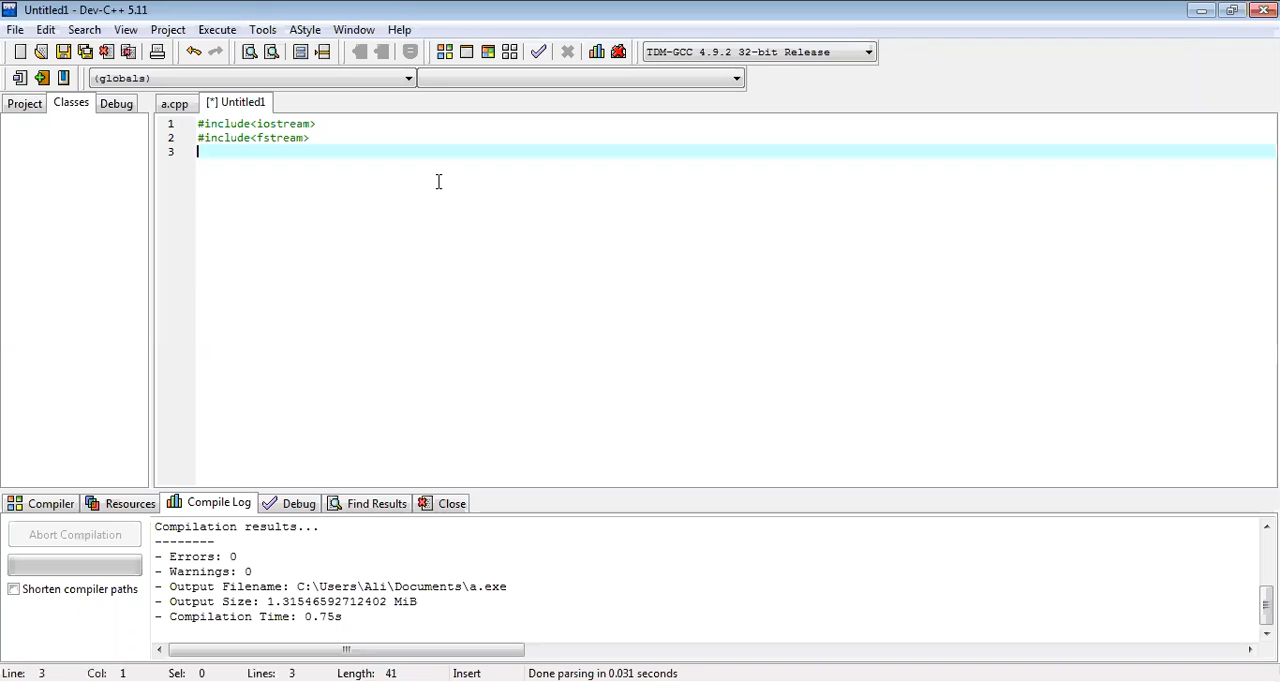 Untitled1 - Dev-C++ 5.11
File Edit Search View Project Execute Tools AStyle Window Help
TDM-GCC 4.9.2 32-bit Release
(globals)
Project Classes Debug a.cpp [*] Untitled1
1 #include<iostream>
2 #include<fstream>
3
Compiler Resources Compile Log Debug Find Results Close
Abort Compilation
Shorten compiler paths
Compilation results...
--------
- Errors: 0
- Warnings: 0
- Output Filename: C:\Users\Ali\Documents\a.exe
- Output Size: 1.31546592712402 MiB
- Compilation Time: 0.75s
Line: 3 Col: 1 Sel: 0 Lines: 3 Length: 41 Insert Done parsing in 0.031 seconds